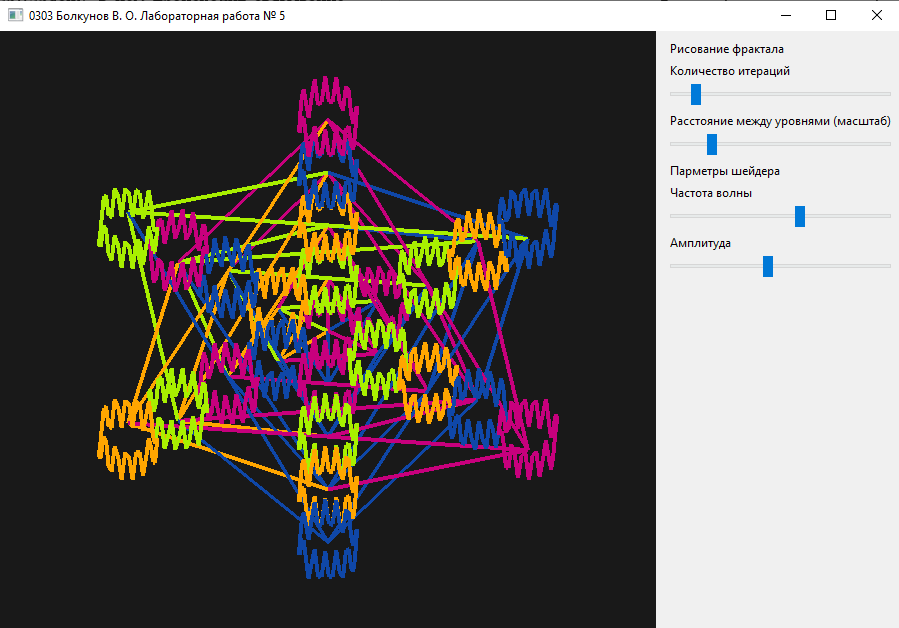 0303 Болкунов В. О. Лабораторная работа № 5
Рисование фрактала
Количество итераций
Расстояние между уровнями (масштаб)
Парметры шейдера
Частота волны
Амплитуда